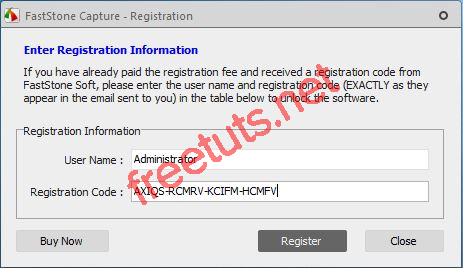 FastStone Capture - Registration
Enter Registration Information
If you have already paid the registration fee and received a registration code from
FastStone Soft, please enter the user name and registration code (EXACTLY as they
appear in the email sent to you) in the table below to unlock the software.
Registration Information
User Name : Administrator
Registration Code : AXIQS-RCMRV-KCIFM-HCMFV
freetuts.net
Buy Now Register Close